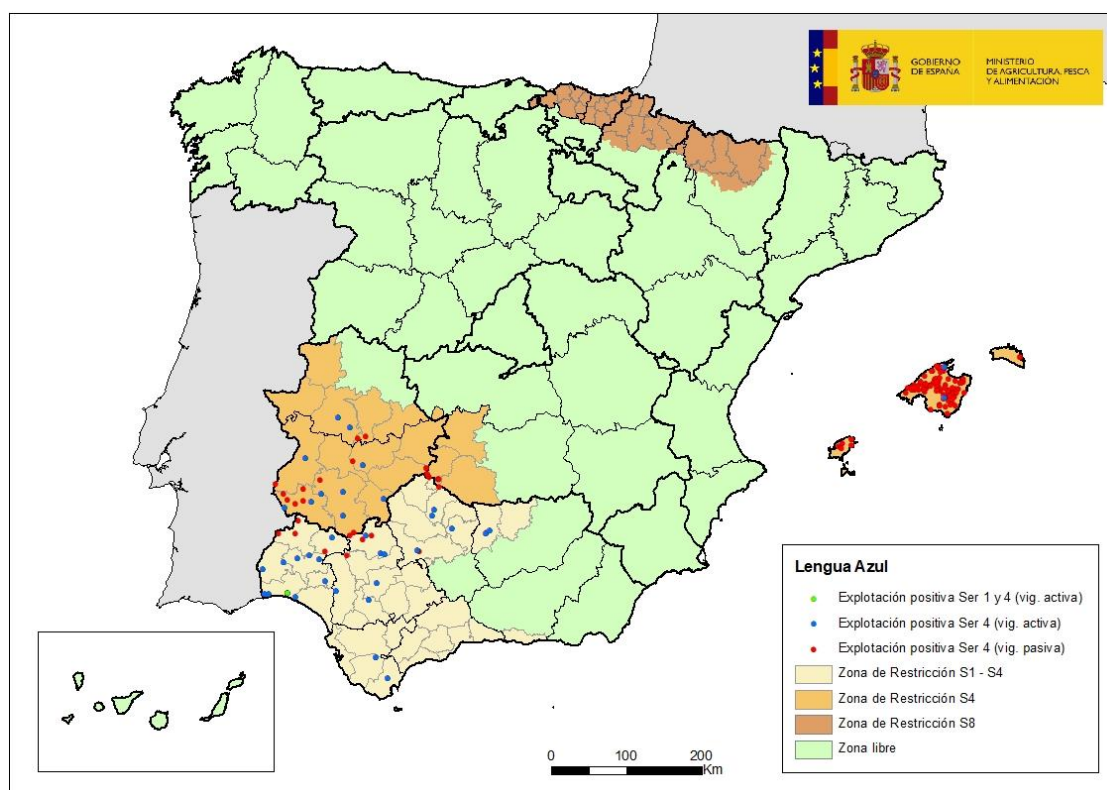 GOBIERNO
DE ESPAÑA
MINISTERIO
DE AGRICULTURA, PESCA
Y ALIMENTACIÓN
Lengua Azul
Explotación positiva Ser 1 y 4 (vig. activa)
Explotación positiva Ser 4 (vig. activa)
Explotación positiva Ser 4 (vig. pasiva)
Zona de Restricción S1 - S4
Zona de Restricción S4
Zona de Restricción S8
Zona libre
0 100 200
Km